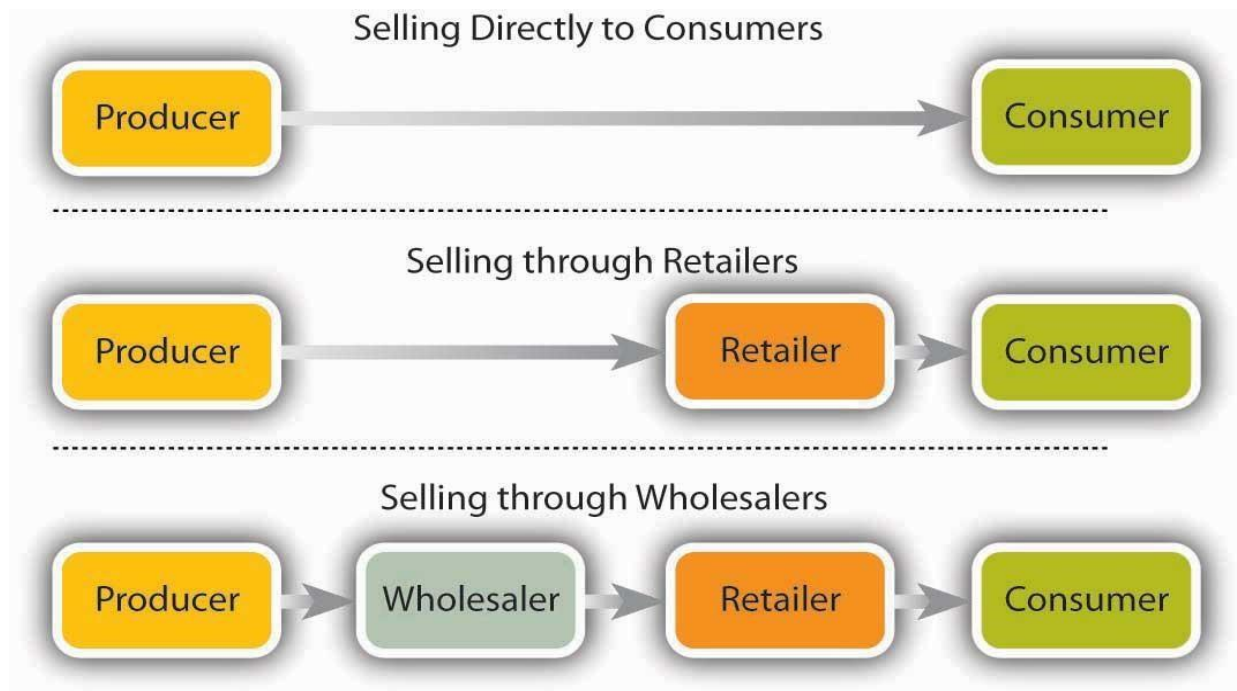 Selling Directly to Consumers
Producer
Consumer
Selling through Retailers
Producer
Retailer
Consumer
Selling through Wholesalers
Producer
Wholesaler
Retailer
Consumer